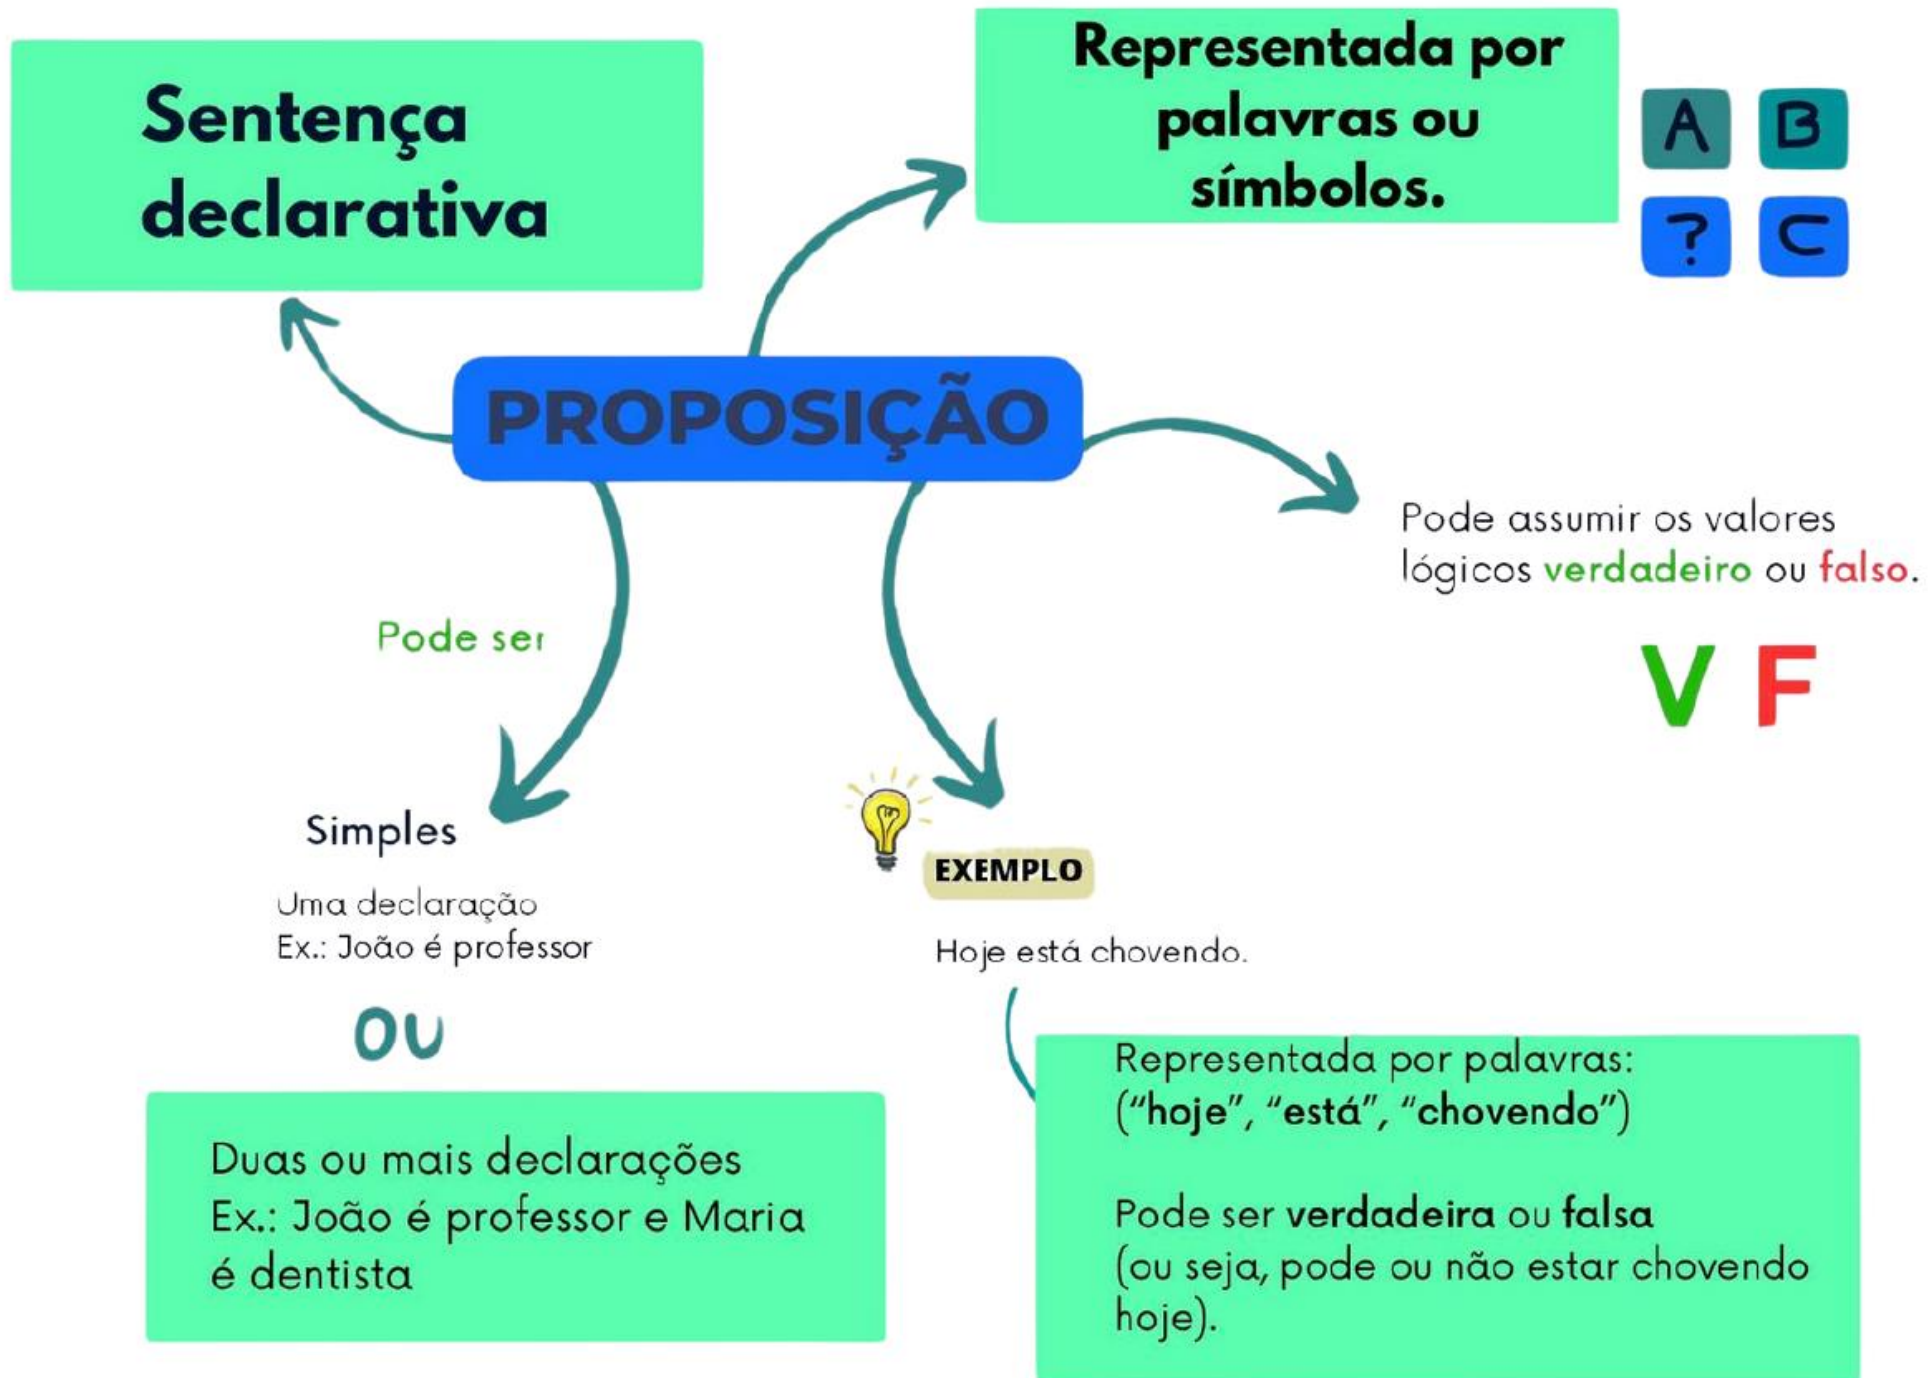 Sentença
declarativa
Representada por
palavras ou
símbolos.
A B
? C
PROPOSIÇÃO
Pode assumir os valores
lógicos verdadeiro ou falso.
V F
Pode ser
Simples
Uma declaração
Ex.: João é professor
OU
Duas ou mais declarações
Ex.: João é professor e Maria
é dentista
EXEMPLO
Hoje está chovendo.
Representada por palavras:
(“hoje”, “está”, “chovendo”)
Pode ser verdadeira ou falsa
(ou seja, pode ou não estar chovendo
hoje).